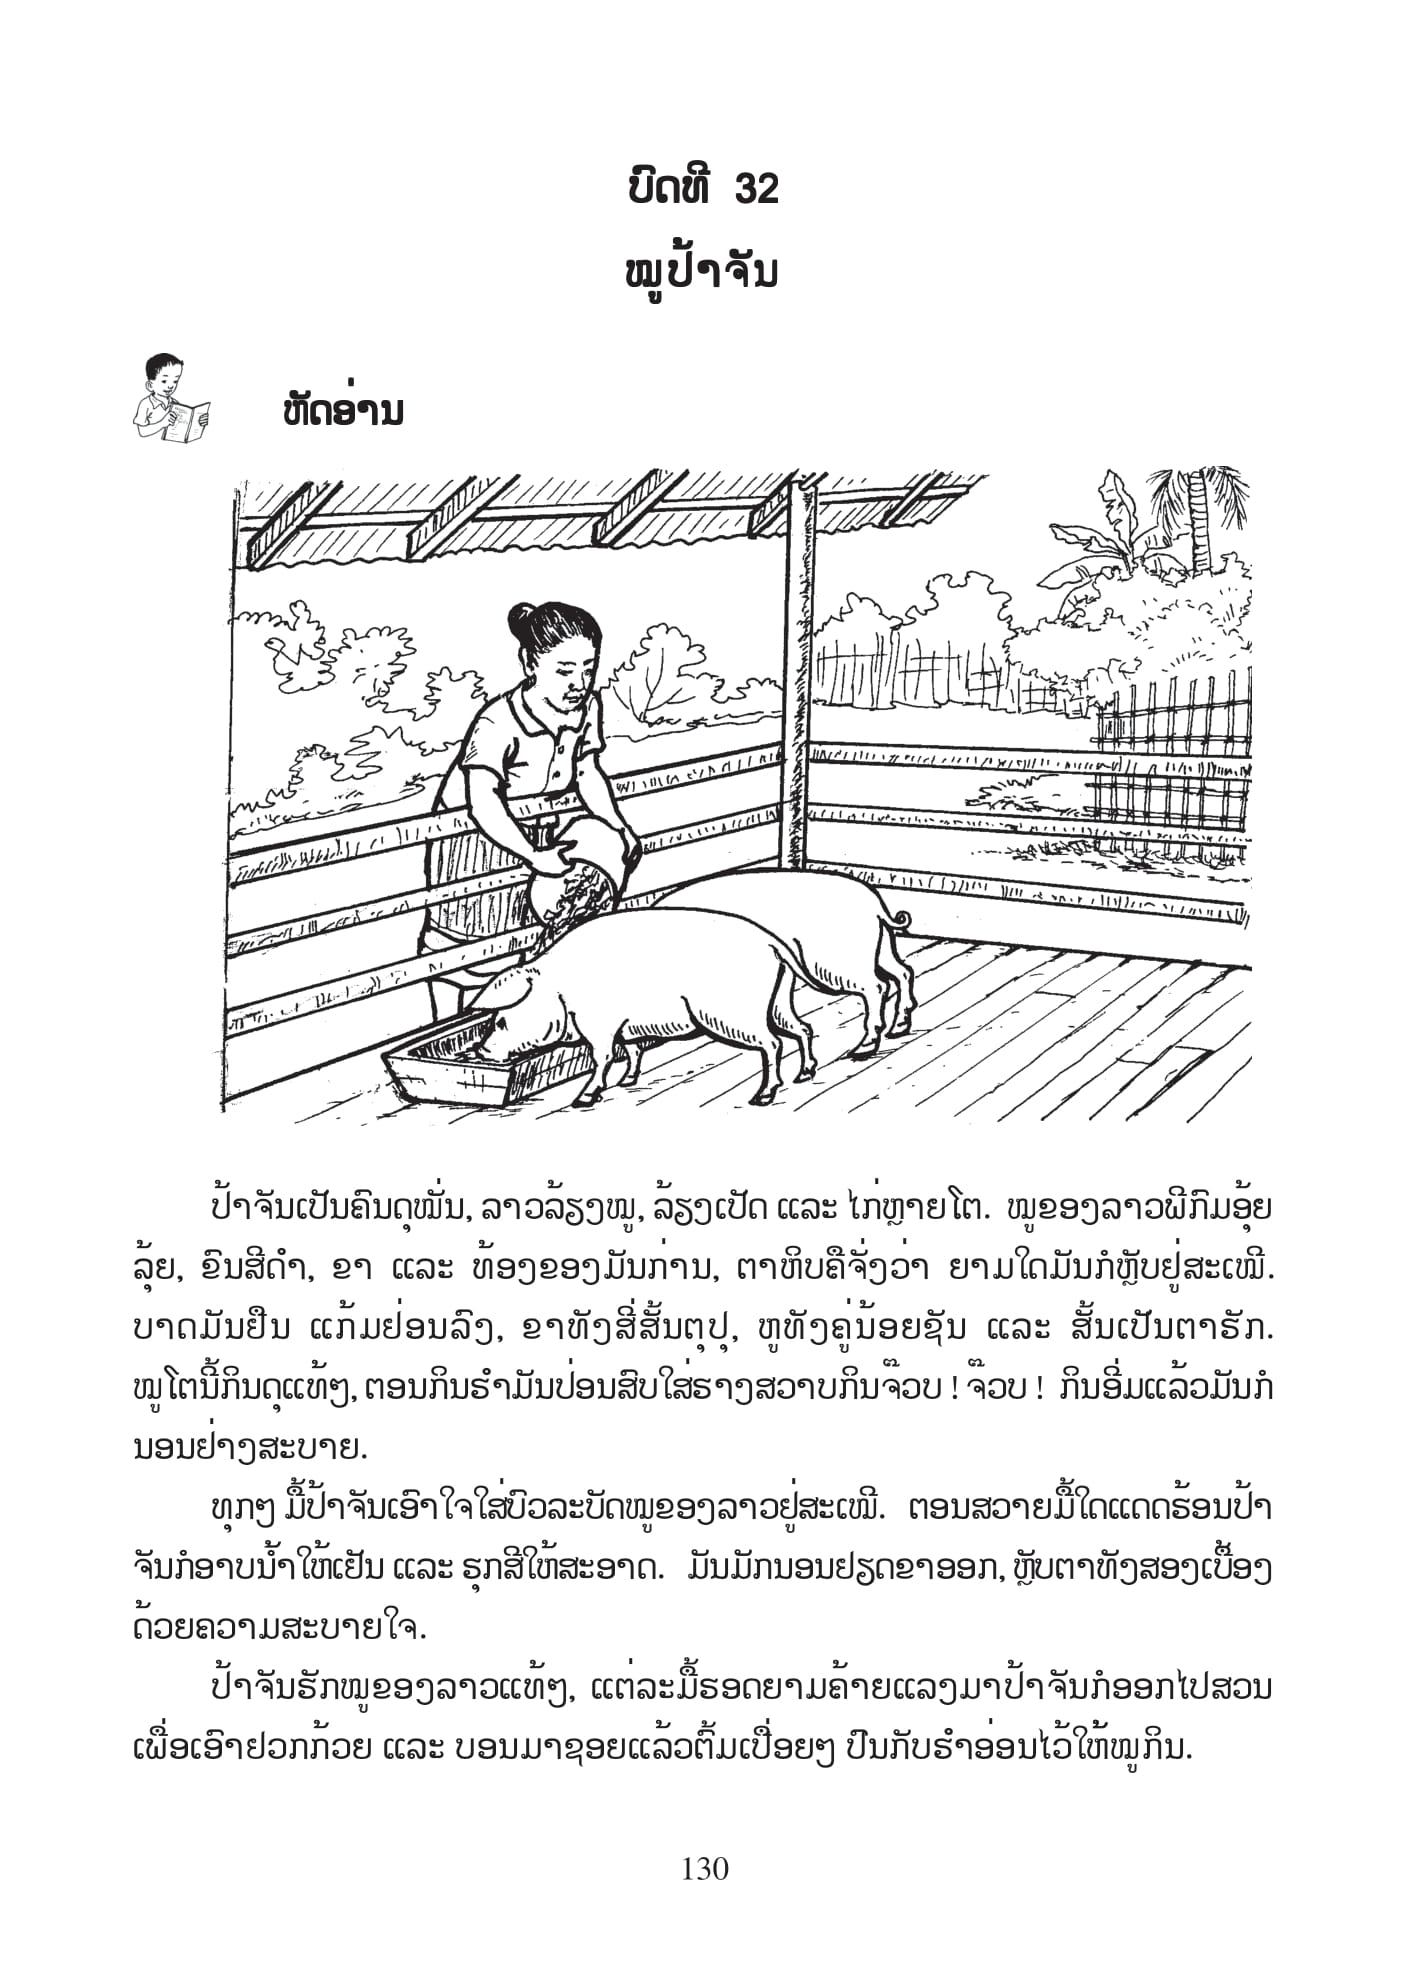 ບົດທີ 32
ໝູປ້າຈັນ
ຫັດອ່ານ
ປ້າຈັນເປັນຄົນດຸໝັ່ນ, ລາວລ້ຽງໝູ, ລ້ຽງເປັດ ແລະ ໄກ່ຫຼາຍໂຕ. ໝູຂອງລາວພີກົມອຸ້ຍ
ລຸ້ຍ, ຂົນສີດຳ, ຂາ ແລະ ທ້ອງຂອງມັນກ່ານ, ຕາຫິບຄືຈັ່ງວ່າ ຍາມໃດມັນກໍຫຼັບຢູ່ສະເໝີ.
ບາດມັນຢືນ ແກ້ມຢ່ອນລົງ, ຂາທັງສີ່ສັ້ນຕຸປຸ, ຫູທັງຄູ່ນ້ອຍຊັນ ແລະ ສັ້ນເປັນຕາຮັກ.
ໝູໂຕນີ້ກິນດຸແທ້ໆ, ຕອນກິນຮຳມັນປ່ອນສົບໃສ່ຮາງສວາບກິນຈ໊ວບ ! ຈ໊ວບ ! ກິນອີ່ມແລ້ວມັນກໍ
ນອນຢ່າງສະບາຍ.
ທຸກໆ ມື້ປ້າຈັນເອົາໃຈໃສ່ບົວລະບັດໝູຂອງລາວຢູ່ສະເໝີ. ຕອນສວາຍມື້ໃດແດດຮ້ອນປ້າ
ຈັນກໍອາບນ້ຳໃຫ້ເຢັນ ແລະ ຮຸກສີໃຫ້ສະອາດ. ມັນມັກນອນຢຽດຂາອອກ, ຫຼັບຕາທັງສອງເບື້ອງ
ດ້ວຍຄວາມສະບາຍໃຈ.
ປ້າຈັນຮັກໝູຂອງລາວແທ້ໆ, ແຕ່ລະມື້ຮອດຍາມຄ້າຍແລງມາປ້າຈັນກໍອອກໄປສວນ
ເພື່ອເອົາຢວກກ້ວຍ ແລະ ບອນມາຊອຍແລ້ວຕົ້ມເປື່ອຍໆ ປົນກັບຮຳອ່ອນໄວ້ໃຫ້ໝູກິນ.
130